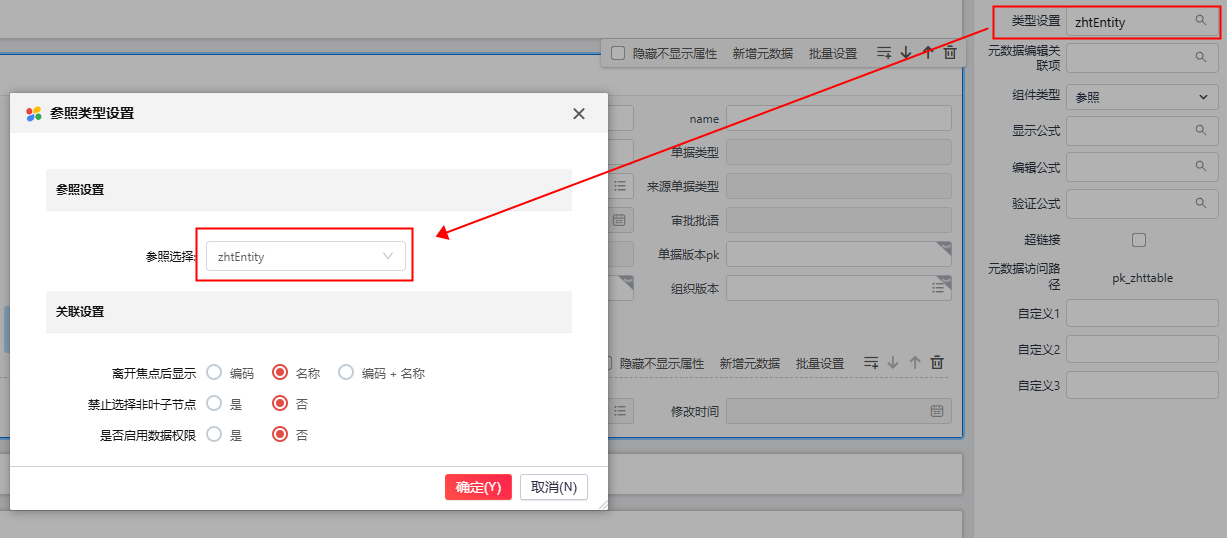 隐藏不显示属性 新增元数据 批量设置
参照类型设置
参照设置
参照选择:
zhtEntity
关联设置
离开焦点后显示 编码 名称 编码 + 名称
禁止选择非叶子节点 是 否
是否启用数据权限 是 否
确定(Y) 取消(N)
name
单据类型
来源单据类型
审批批语
单据版本pk
组织版本
隐藏不显示属性 新增元数据 批量设置
修改时间
类型设置 zhtEntity
元数据编辑关
联项
组件类型 参照
显示公式
编辑公式
验证公式
超链接
元数据访问路
径
pk_zhttable
自定义1
自定义2
自定义3